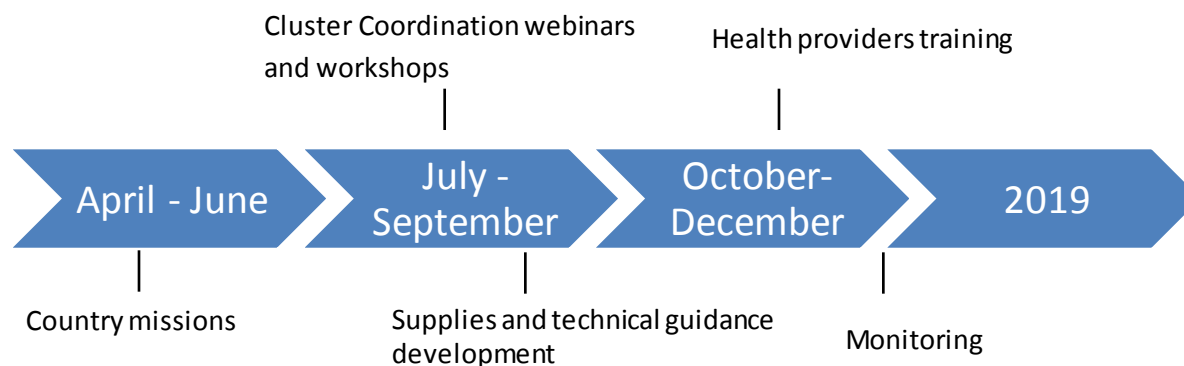 Cluster Coordination webinars
and workshops
Health providers training
April - June
July -
September
October-
December
2019
Country missions
Supplies and technical guidance
development
Monitoring